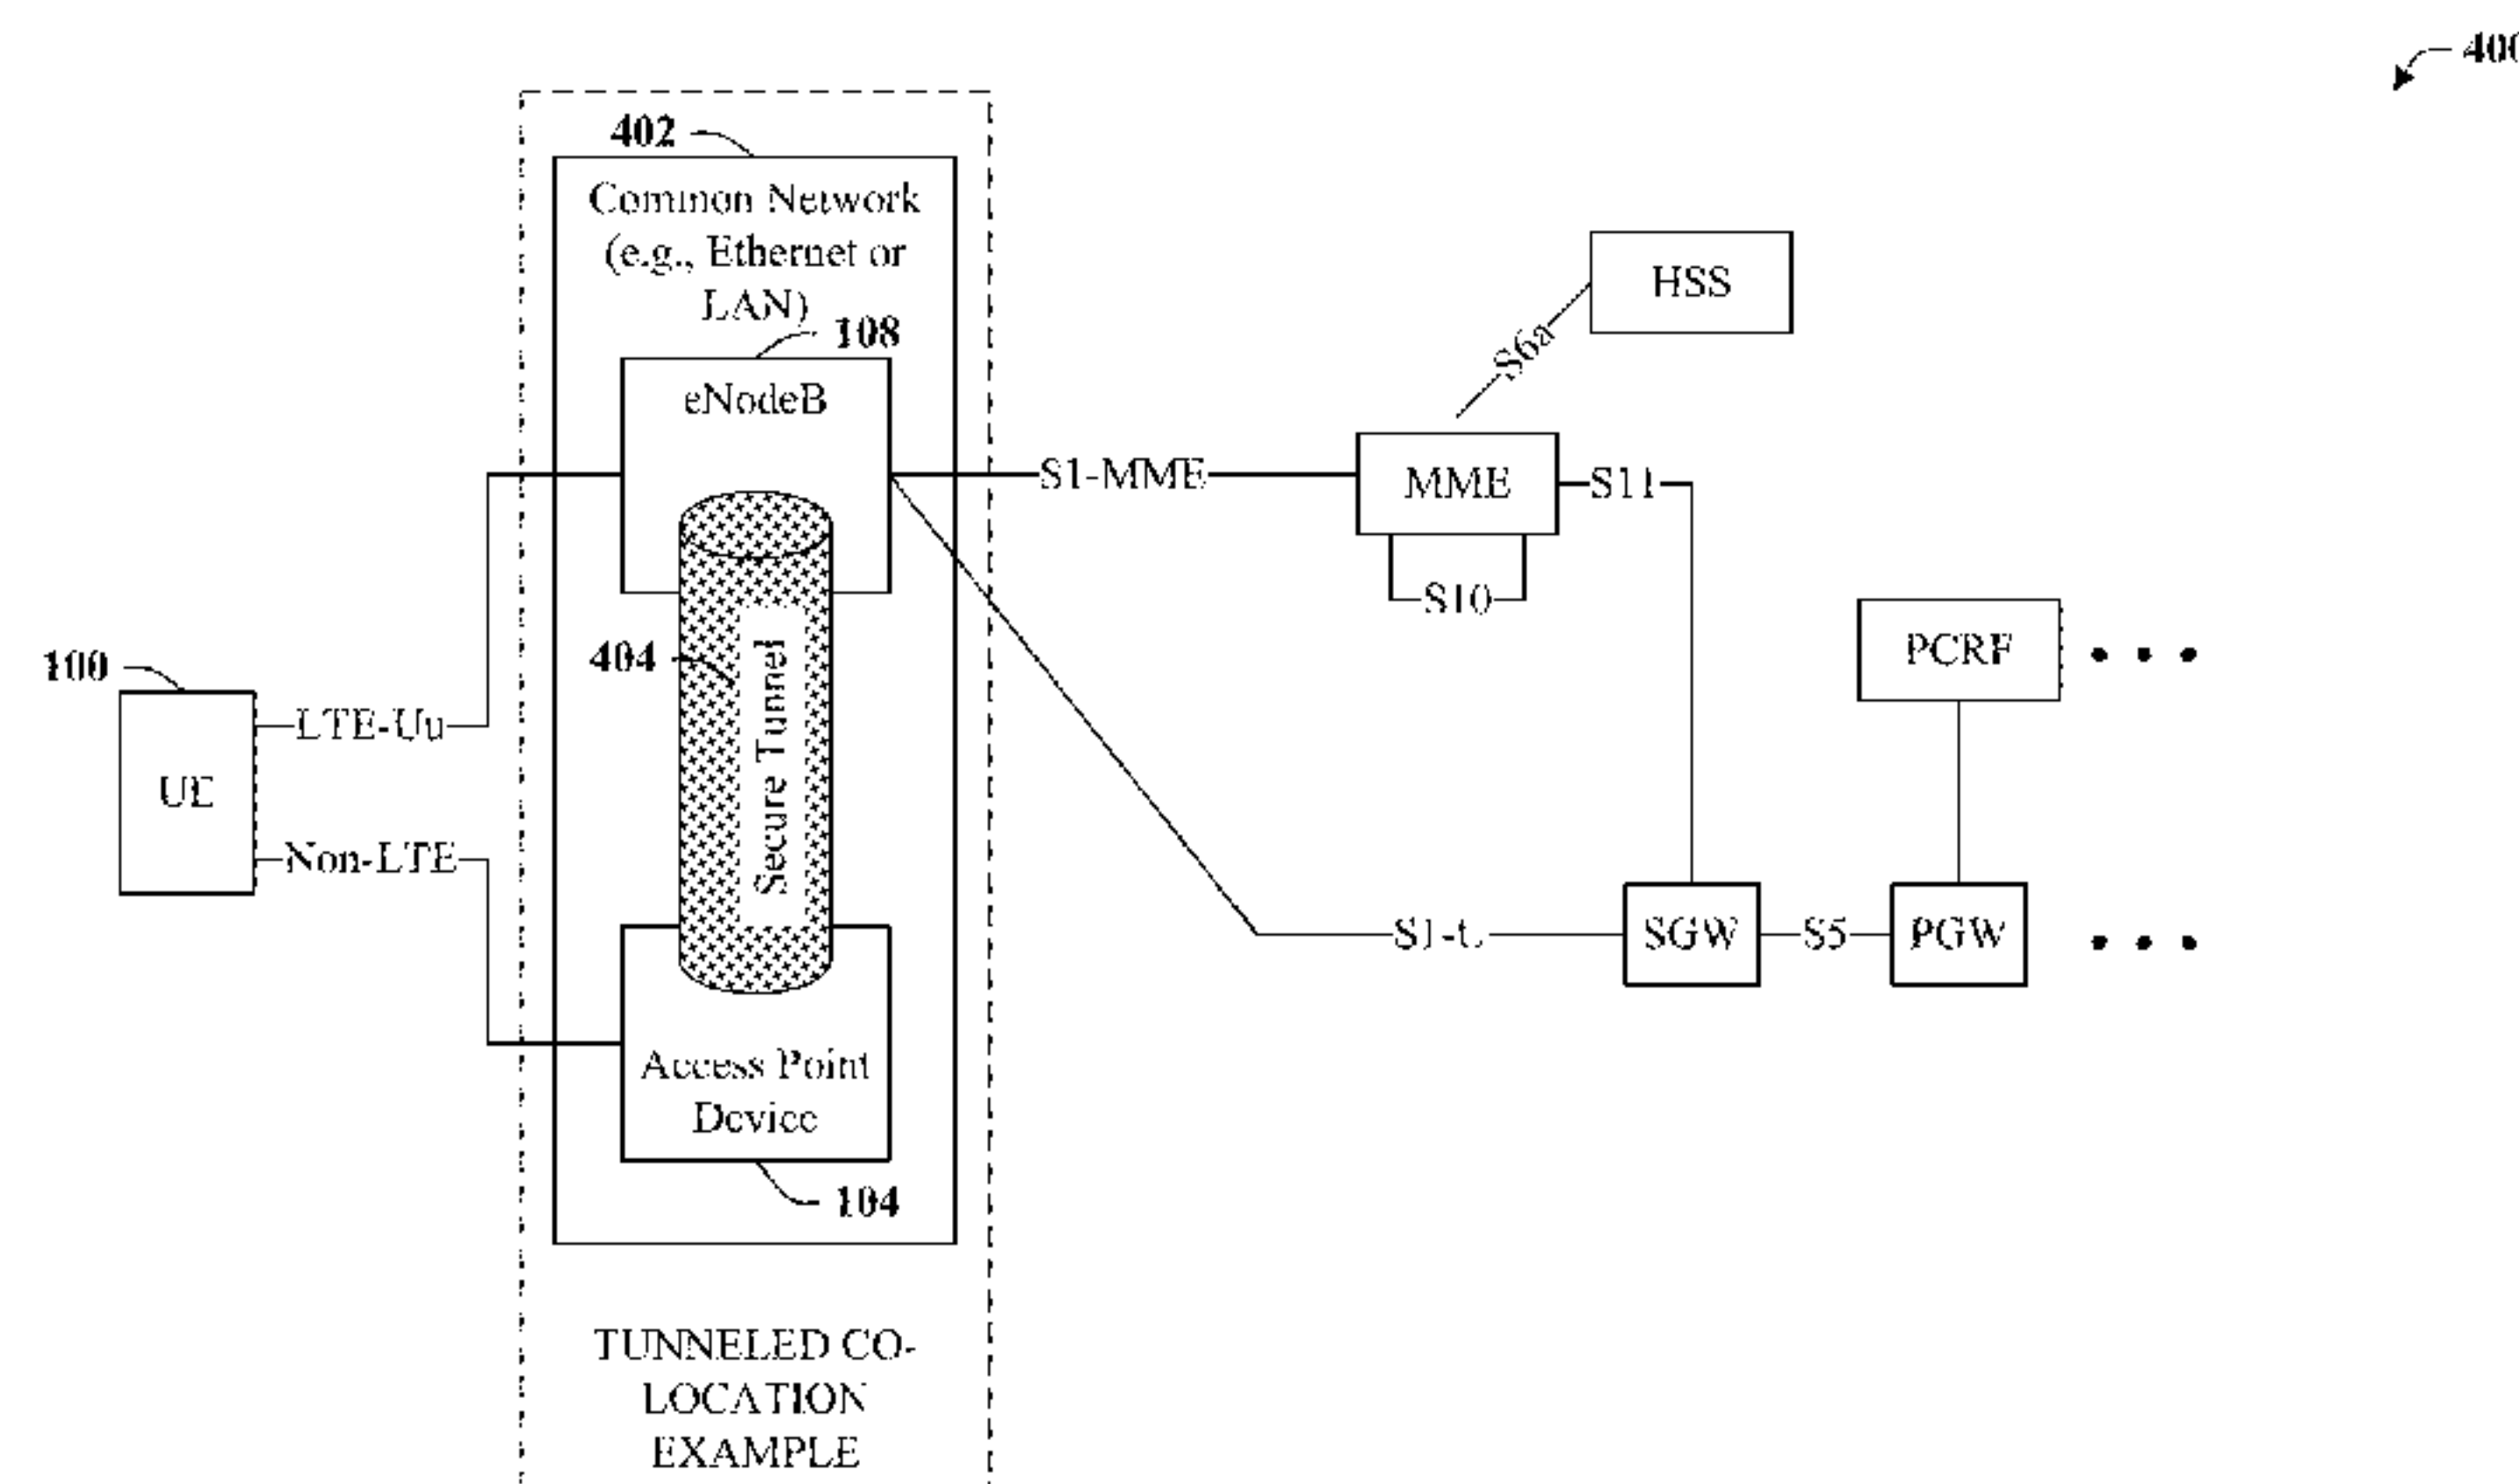 400
402
Common Network
(e.g., Ethernet or
LAN)
108
eNodeB
HSS
S6a
S1-MME
MME
S11
S10
404
Secure Tunnel
100
LTE-Uu
UE
Non-LTE
PCRF
S1-U
SGW
S5
PGW
Access Point
Device
104
TUNNELED CO-
LOCATION
EXAMPLE